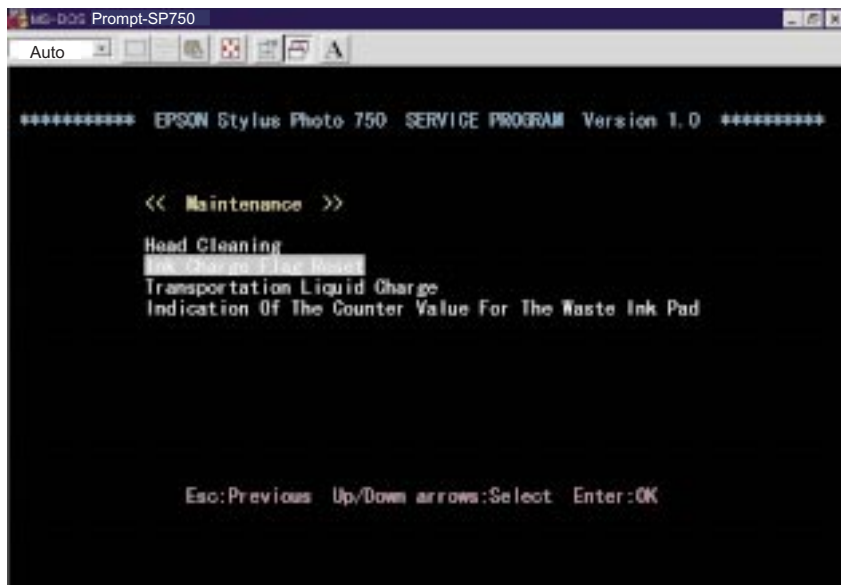 MS-DOS Prompt-SP750
Auto
A
*********** EPSON Stylus Photo 750 SERVICE PROGRAM Version 1.0 **********
<< Maintenance >>
Head Cleaning
Ink Charge Flag Reset
Transportation Liquid Charge
Indication Of The Counter Value For The Waste Ink Pad
Esc:Previous Up/Down arrows:Select Enter:OK